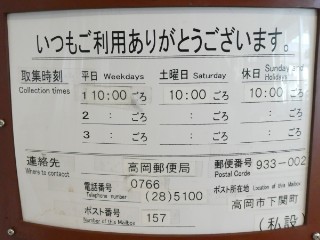 いつもご利用ありがとうございます。
取集時刻 平日 Weekdays 土曜日 Saturday 休日 Sunday and Holidays
Collection times 1 10:00 ごろ 10:00 ごろ 10:00 ごろ
2 : ごろ : ごろ : ごろ
3 : ごろ : ごろ : ごろ
連絡先 高岡郵便局 郵便番号 933-002
Where to contact Postal Corde
電話番号 0766 ポスト所在地 Location of this Mailbox
Telephone number (28)5100 高岡市下関町
ポスト番号 157
Number of this Mailbox (私設)